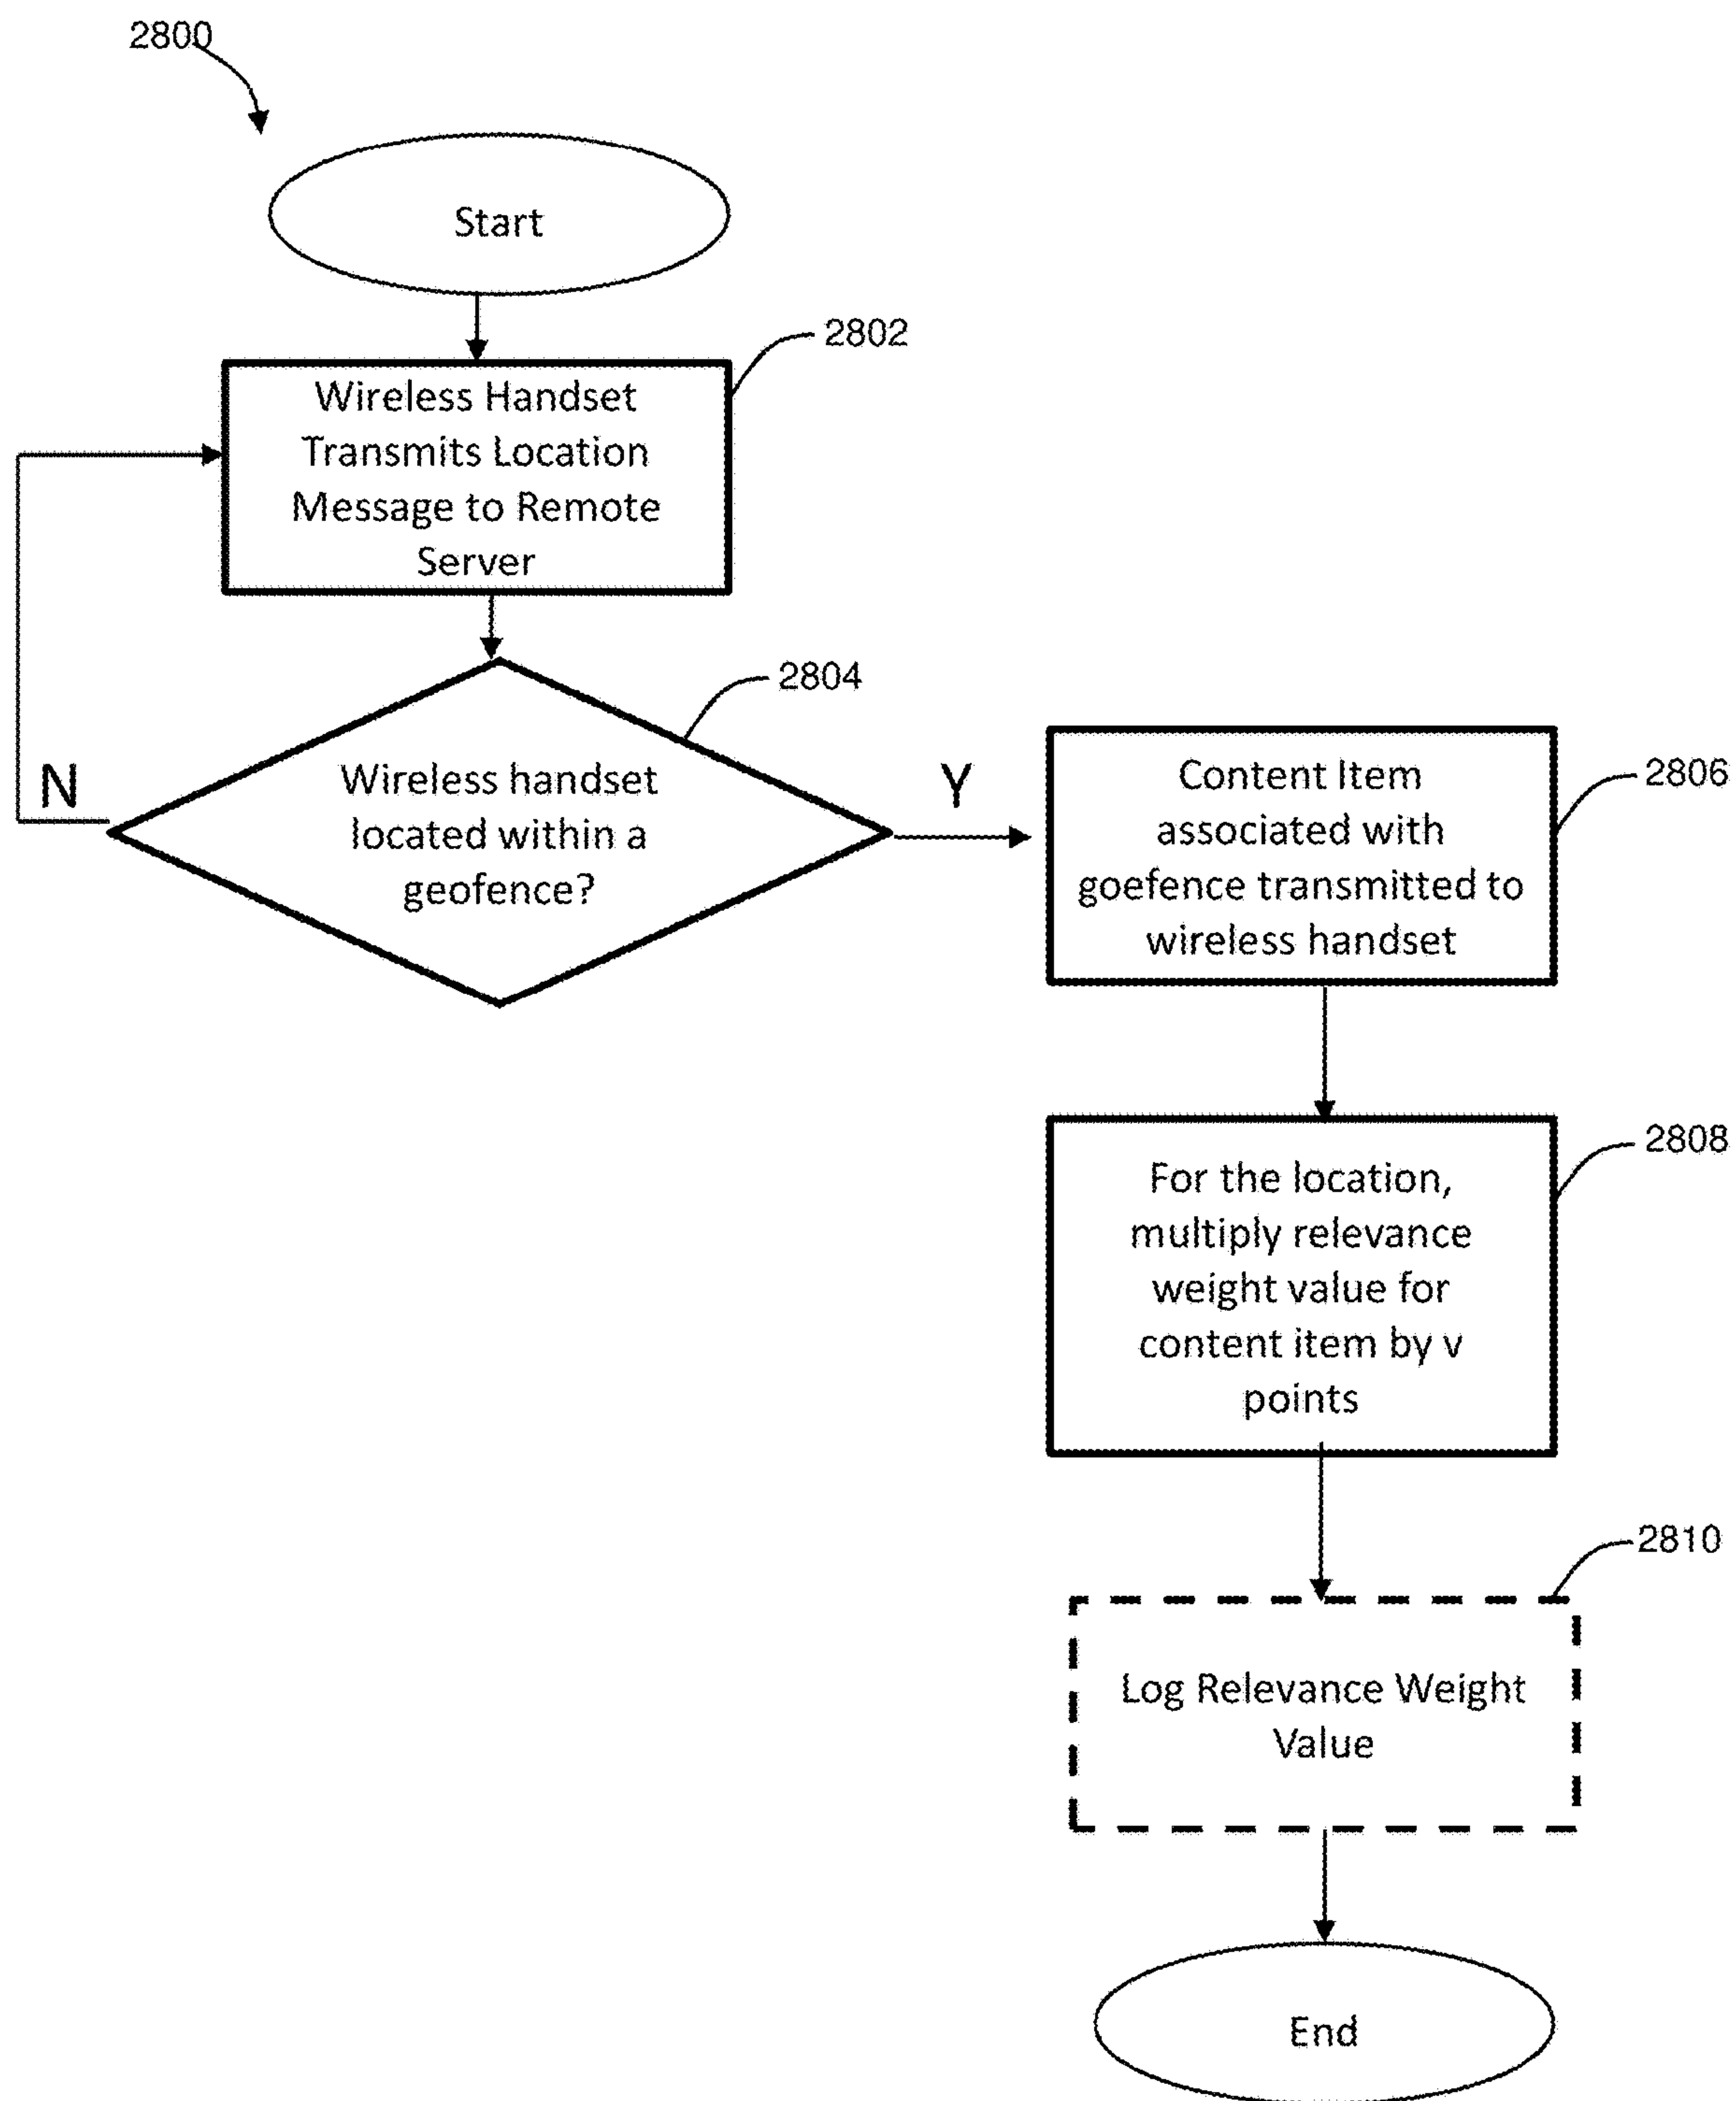 2800
Start
2802
Wireless Handset
Transmits Location
Message to Remote
Server
2804
Wireless handset
located within a
geofence?
N
Y
2806
Content Item
associated with
goefence transmitted to
wireless handset
2808
For the location,
multiply relevance
weight value for
content item by v
points
2810
Log Relevance Weight
Value
End